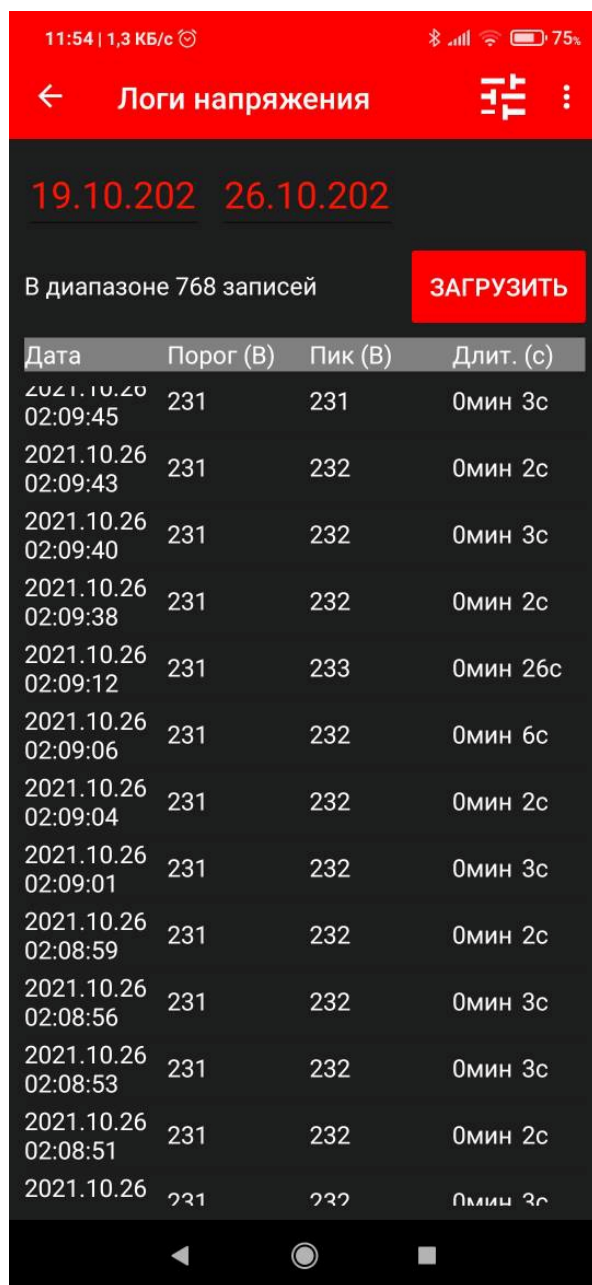 11:54 | 1,3 КБ/с 75%
Логи напряжения
19.10.202 26.10.202
В диапазоне 768 записей ЗАГРУЗИТЬ
Дата Порог (В) Пик (В) Длит. (с)
2021.10.26
02:09:45 231 231 0мин 3с
2021.10.26
02:09:43 231 232 0мин 2с
2021.10.26
02:09:40 231 232 0мин 3с
2021.10.26
02:09:38 231 232 0мин 2с
2021.10.26
02:09:12 231 233 0мин 26с
2021.10.26
02:09:06 231 232 0мин 6с
2021.10.26
02:09:04 231 232 0мин 2с
2021.10.26
02:09:01 231 232 0мин 3с
2021.10.26
02:08:59 231 232 0мин 2с
2021.10.26
02:08:56 231 232 0мин 3с
2021.10.26
02:08:53 231 232 0мин 3с
2021.10.26
02:08:51 231 232 0мин 2с
2021.10.26
231 232 0мин 3с